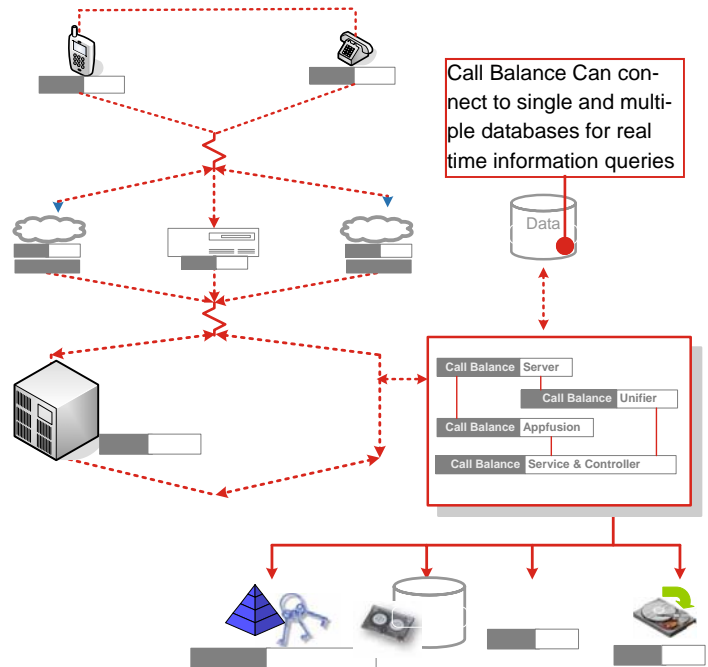 Call Balance Can con-
nect to single and multi-
ple databases for real
time information queries
Data
Call Balance Server
Call Balance Unifier
Call Balance Appfusion
Call Balance Service & Controller